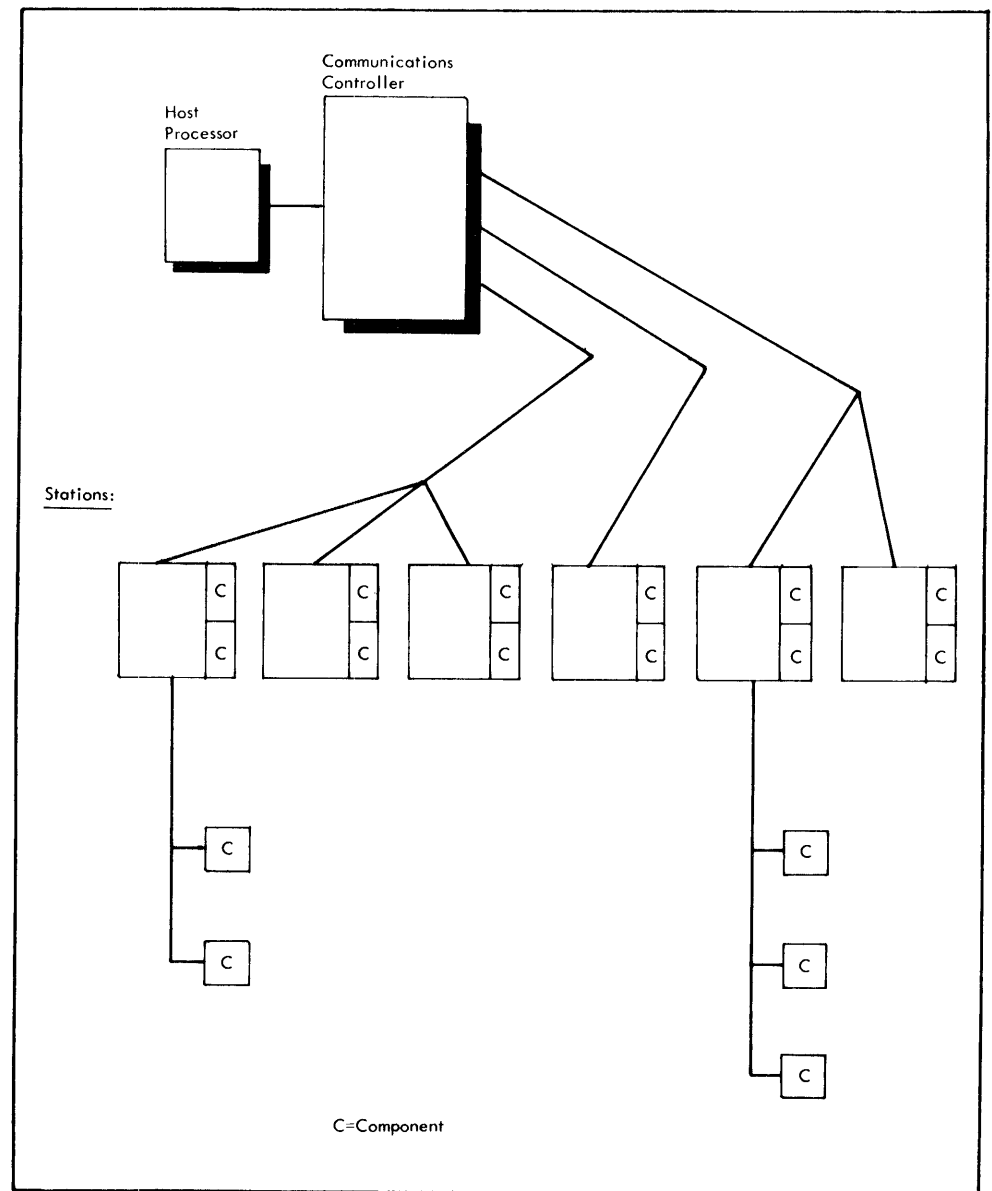 Communications
Controller
Host
Processor
Stations:
C C C C C C
C C C C C C
C C
C C
C
C=Component